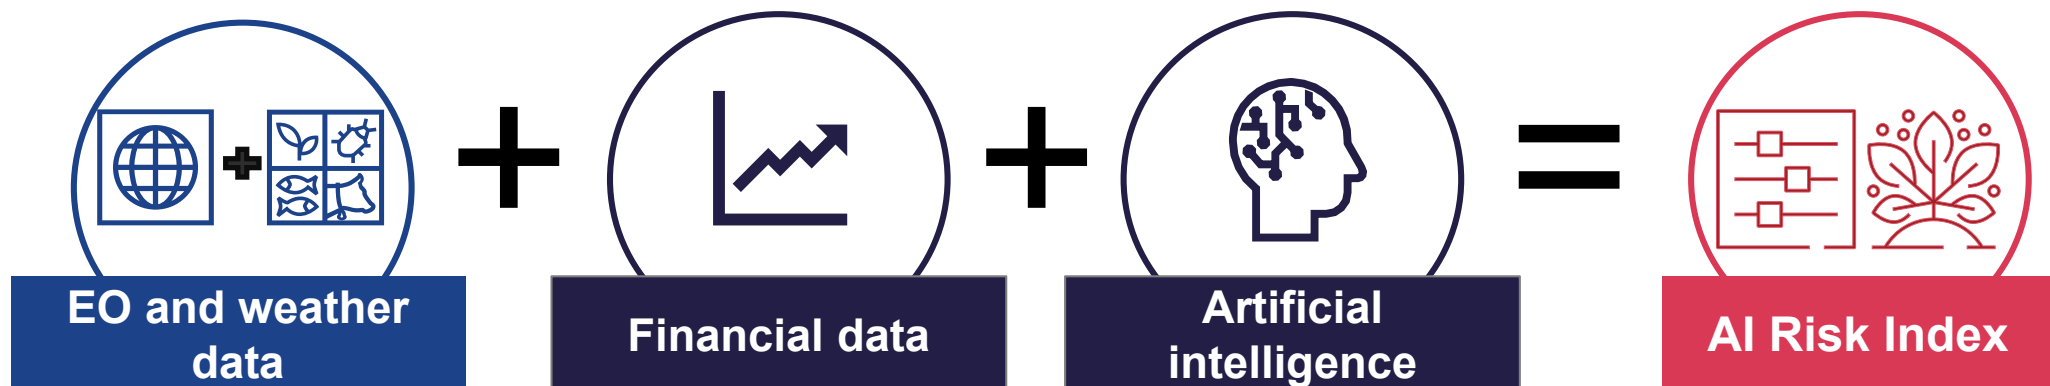 EO and weather
data
Financial data
Artificial
intelligence
AI Risk Index